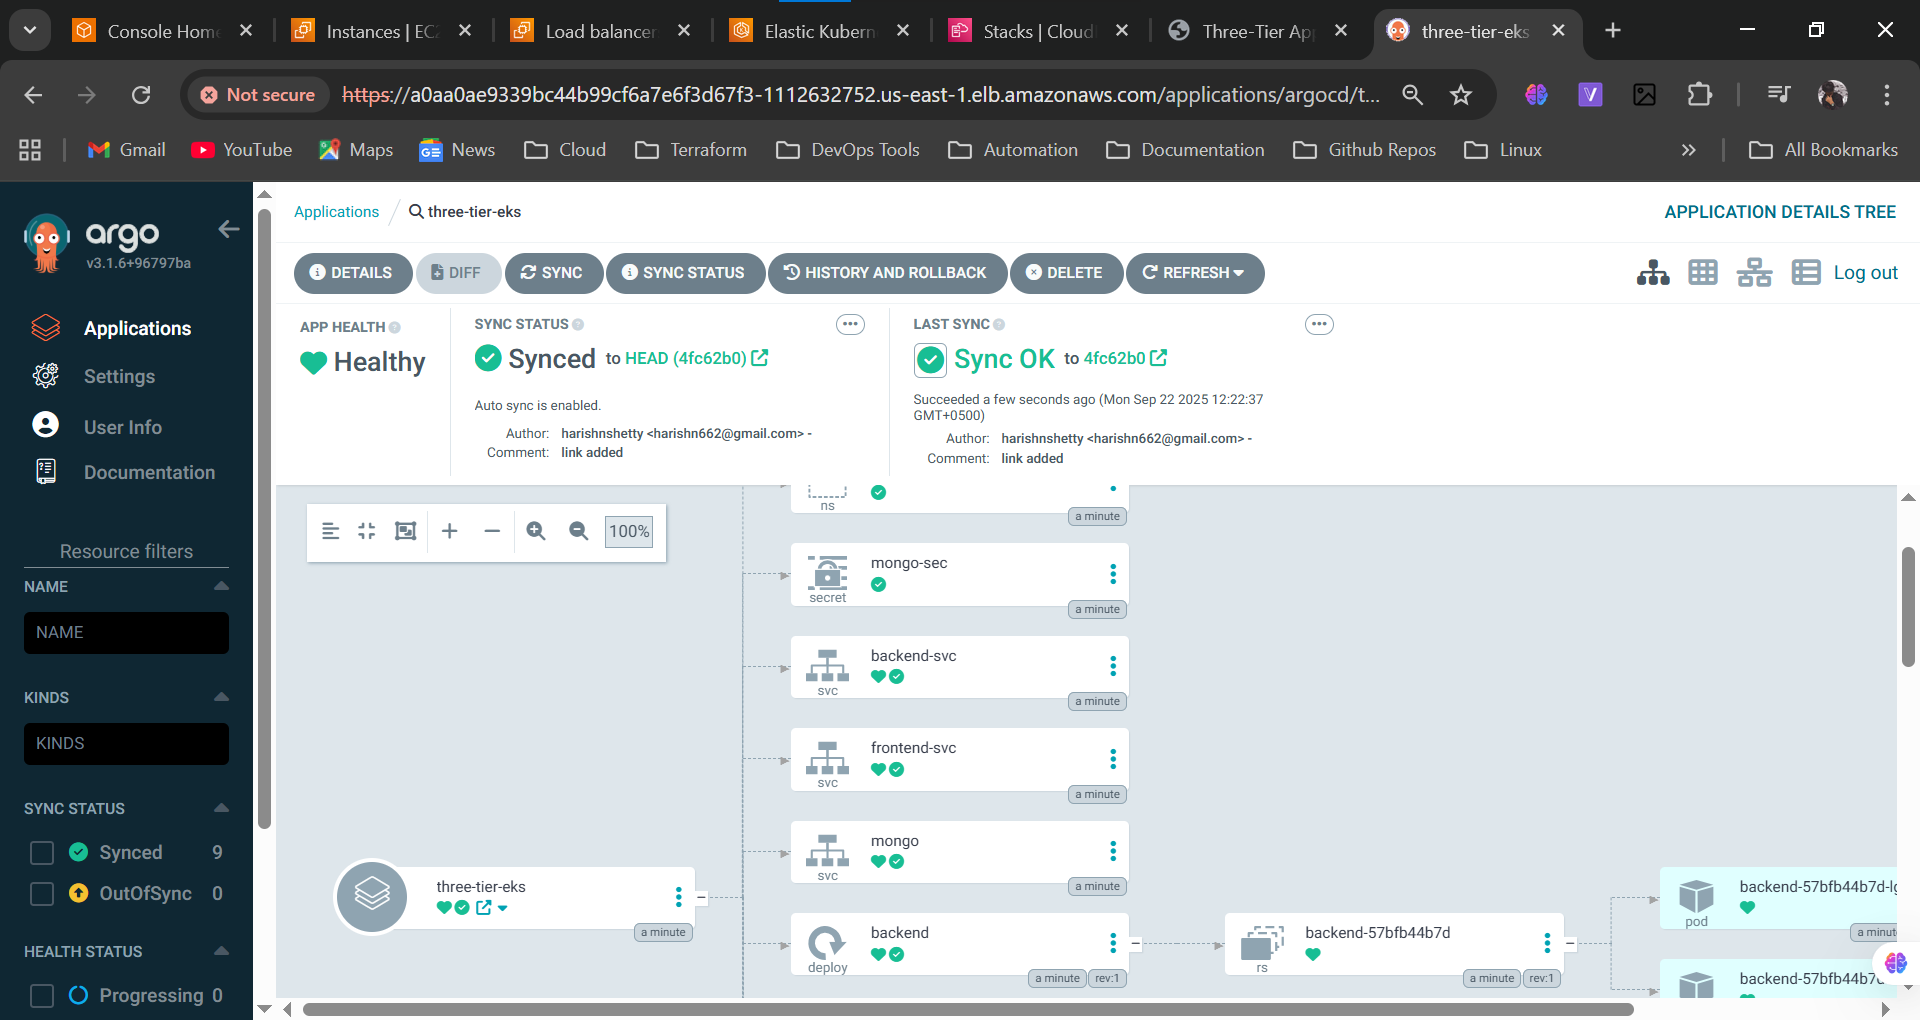 Console Home
Instances | EC2
Load balancer
Elastic Kubern
Stacks | Cloud
Three-Tier Ap
three-tier-eks
Not secure
https://a0aa0ae9339bc44b99cf6a7e6f3d67f3-1112632752.us-east-1.elb.amazonaws.com/applications/argocd/t...
Gmail
YouTube
Maps
News
Cloud
Terraform
DevOps Tools
Automation
Documentation
Github Repos
Linux
»
All Bookmarks
argo
v3.1.6+96797ba
Applications
Settings
User Info
Documentation
Resource filters
NAME
NAME
KINDS
KINDS
SYNC STATUS
Synced 9
OutOfSync 0
HEALTH STATUS
Progressing 0
Applications / three-tier-eks
APPLICATION DETAILS TREE
DETAILS
DIFF
SYNC
SYNC STATUS
HISTORY AND ROLLBACK
DELETE
REFRESH
Log out
APP HEALTH
Healthy
SYNC STATUS
Synced to HEAD (4fc62b0)
Auto sync is enabled.
Author: harishnshetty <harishn662@gmail.com> -
Comment: link added
LAST SYNC
Sync OK to 4fc62b0
Succeeded a few seconds ago (Mon Sep 22 2025 12:22:37
GMT+0500)
Author: harishnshetty <harishn662@gmail.com> -
Comment: link added
100%
ns
a minute
mongo-sec
secret
a minute
backend-svc
svc
a minute
frontend-svc
svc
a minute
mongo
svc
a minute
three-tier-eks
a minute
backend
deploy
a minute rev:1
backend-57bfb44b7d
rs
a minute rev:1
backend-57bfb44b7d-lg
pod
a minute
backend-57bfb44b7d